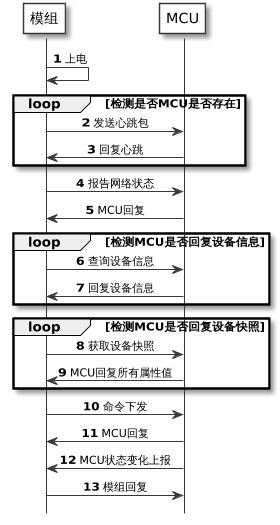 模组 MCU
1 上电
loop [检测是否MCU是否存在]
2 发送心跳包
3 回复心跳
4 报告网络状态
5 MCU回复
loop [检测MCU是否回复设备信息]
6 查询设备信息
7 回复设备信息
loop [检测MCU是否回复设备快照]
8 获取设备快照
9 MCU回复所有属性值
10 命令下发
11 MCU回复
12 MCU状态变化上报
13 模组回复